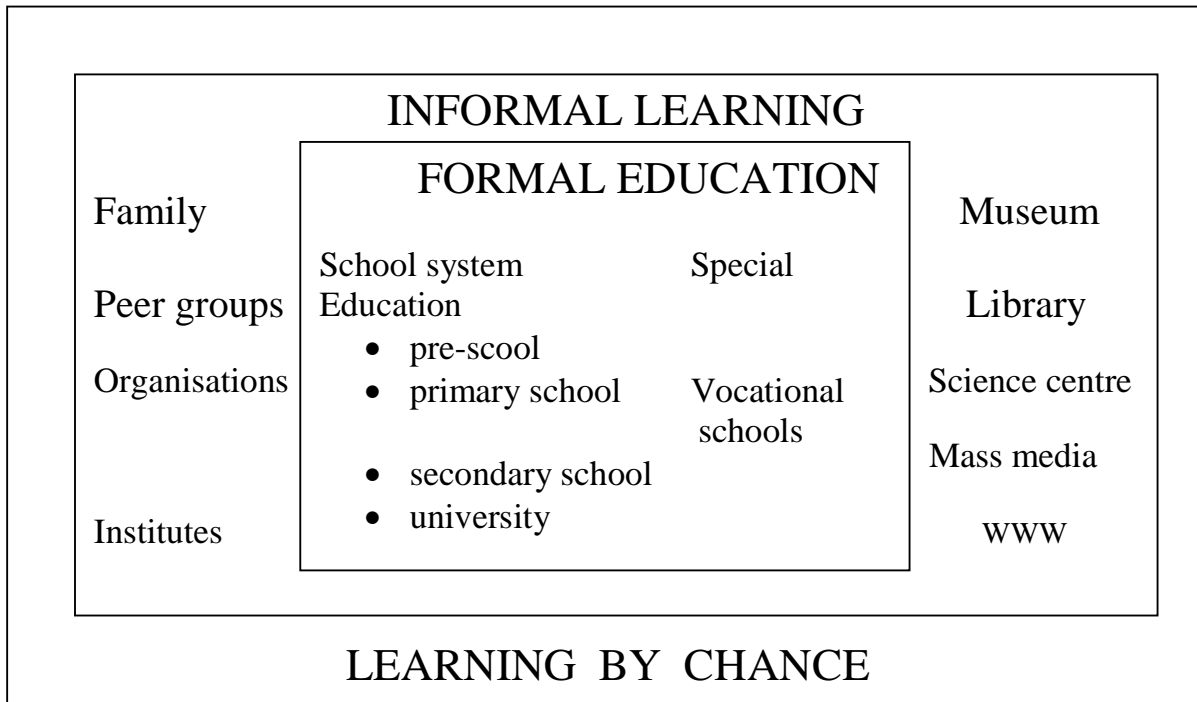 INFORMAL LEARNING
FORMAL EDUCATION
Family
Museum
School system Special
Education
Peer groups
Library
• pre-scool
Organisations
• primary school Vocational
schools
Science centre
Mass media
• secondary school
Institutes
• university
WWW
LEARNING BY CHANCE